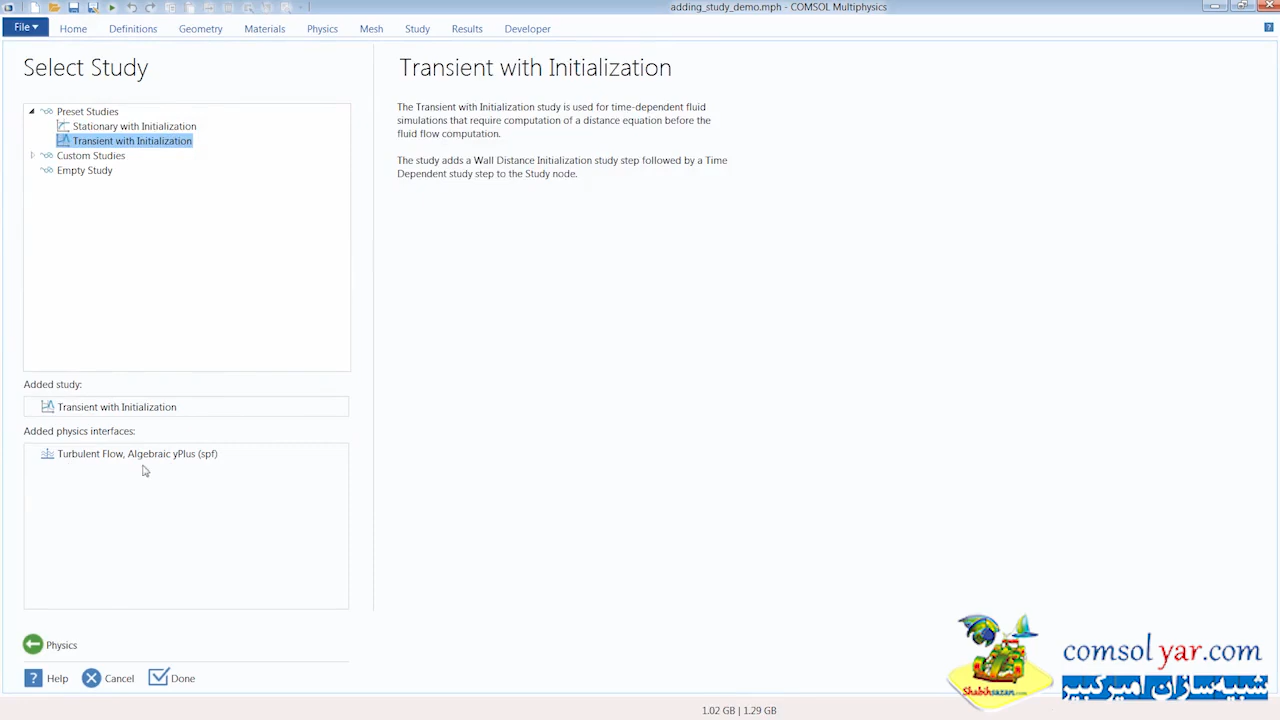 adding_study_demo.mph - COMSOL Multiphysics
File
Home
Definitions
Geometry
Materials
Physics
Mesh
Study
Results
Developer
Select Study
Preset Studies
Stationary with Initialization
Transient with Initialization
Custom Studies
Empty Study
Added study:
Transient with Initialization
Added physics interfaces:
Turbulent Flow, Algebraic yPlus (spf)
Physics
? Help
Cancel
Done
Transient with Initialization
The Transient with Initialization study is used for time-dependent fluid
simulations that require computation of a distance equation before the
fluid flow computation.
The study adds a Wall Distance Initialization study step followed by a Time
Dependent study step to the Study node.
Shabihsazan.com
comsol yar.com
شبیه‌سازان امیرکبیر
1.02 GB | 1.29 GB